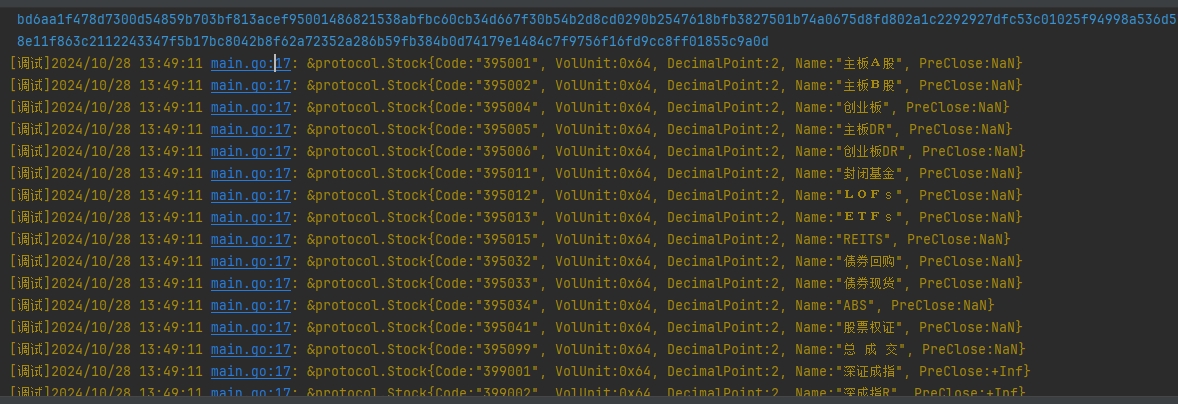 bd6aa1f478d7300d54859b703bf813acef95001486821538abfbc60cb34d667f30b54b2d8cd0290b2547618bfb3827501b74a0675d8fd802a1c2292927dfc53c01025f94998a536d5
8e11f863c2112243347f5b17bc8042b8f62a72352a286b59fb384b0d74179e1484c7f9756f16fd9cc8ff01855c9a0d
[调试]2024/10/28 13:49:11 main.go:17: &protocol.Stock{Code:"395001", VolUnit:0x64, DecimalPoint:2, Name:"主板Ａ股", PreClose:NaN}
[调试]2024/10/28 13:49:11 main.go:17: &protocol.Stock{Code:"395002", VolUnit:0x64, DecimalPoint:2, Name:"主板Ｂ股", PreClose:NaN}
[调试]2024/10/28 13:49:11 main.go:17: &protocol.Stock{Code:"395004", VolUnit:0x64, DecimalPoint:2, Name:"创业板", PreClose:NaN}
[调试]2024/10/28 13:49:11 main.go:17: &protocol.Stock{Code:"395005", VolUnit:0x64, DecimalPoint:2, Name:"主板DR", PreClose:NaN}
[调试]2024/10/28 13:49:11 main.go:17: &protocol.Stock{Code:"395006", VolUnit:0x64, DecimalPoint:2, Name:"创业板DR", PreClose:NaN}
[调试]2024/10/28 13:49:11 main.go:17: &protocol.Stock{Code:"395011", VolUnit:0x64, DecimalPoint:2, Name:"封闭基金", PreClose:NaN}
[调试]2024/10/28 13:49:11 main.go:17: &protocol.Stock{Code:"395012", VolUnit:0x64, DecimalPoint:2, Name:"ＬＯＦｓ", PreClose:NaN}
[调试]2024/10/28 13:49:11 main.go:17: &protocol.Stock{Code:"395013", VolUnit:0x64, DecimalPoint:2, Name:"ＥＴＦｓ", PreClose:NaN}
[调试]2024/10/28 13:49:11 main.go:17: &protocol.Stock{Code:"395015", VolUnit:0x64, DecimalPoint:2, Name:"REITS", PreClose:NaN}
[调试]2024/10/28 13:49:11 main.go:17: &protocol.Stock{Code:"395032", VolUnit:0x64, DecimalPoint:2, Name:"债券回购", PreClose:NaN}
[调试]2024/10/28 13:49:11 main.go:17: &protocol.Stock{Code:"395033", VolUnit:0x64, DecimalPoint:2, Name:"债券现货", PreClose:NaN}
[调试]2024/10/28 13:49:11 main.go:17: &protocol.Stock{Code:"395034", VolUnit:0x64, DecimalPoint:2, Name:"ABS", PreClose:NaN}
[调试]2024/10/28 13:49:11 main.go:17: &protocol.Stock{Code:"395041", VolUnit:0x64, DecimalPoint:2, Name:"股票权证", PreClose:NaN}
[调试]2024/10/28 13:49:11 main.go:17: &protocol.Stock{Code:"395099", VolUnit:0x64, DecimalPoint:2, Name:"总 成 交", PreClose:NaN}
[调试]2024/10/28 13:49:11 main.go:17: &protocol.Stock{Code:"399001", VolUnit:0x64, DecimalPoint:2, Name:"深证成指", PreClose:+Inf}
[调试]2024/10/28 13:49:11 main.go:17: &protocol.Stock{Code:"399002", VolUnit:0x64, DecimalPoint:2, Name:"深成指R", PreClose:+Inf}